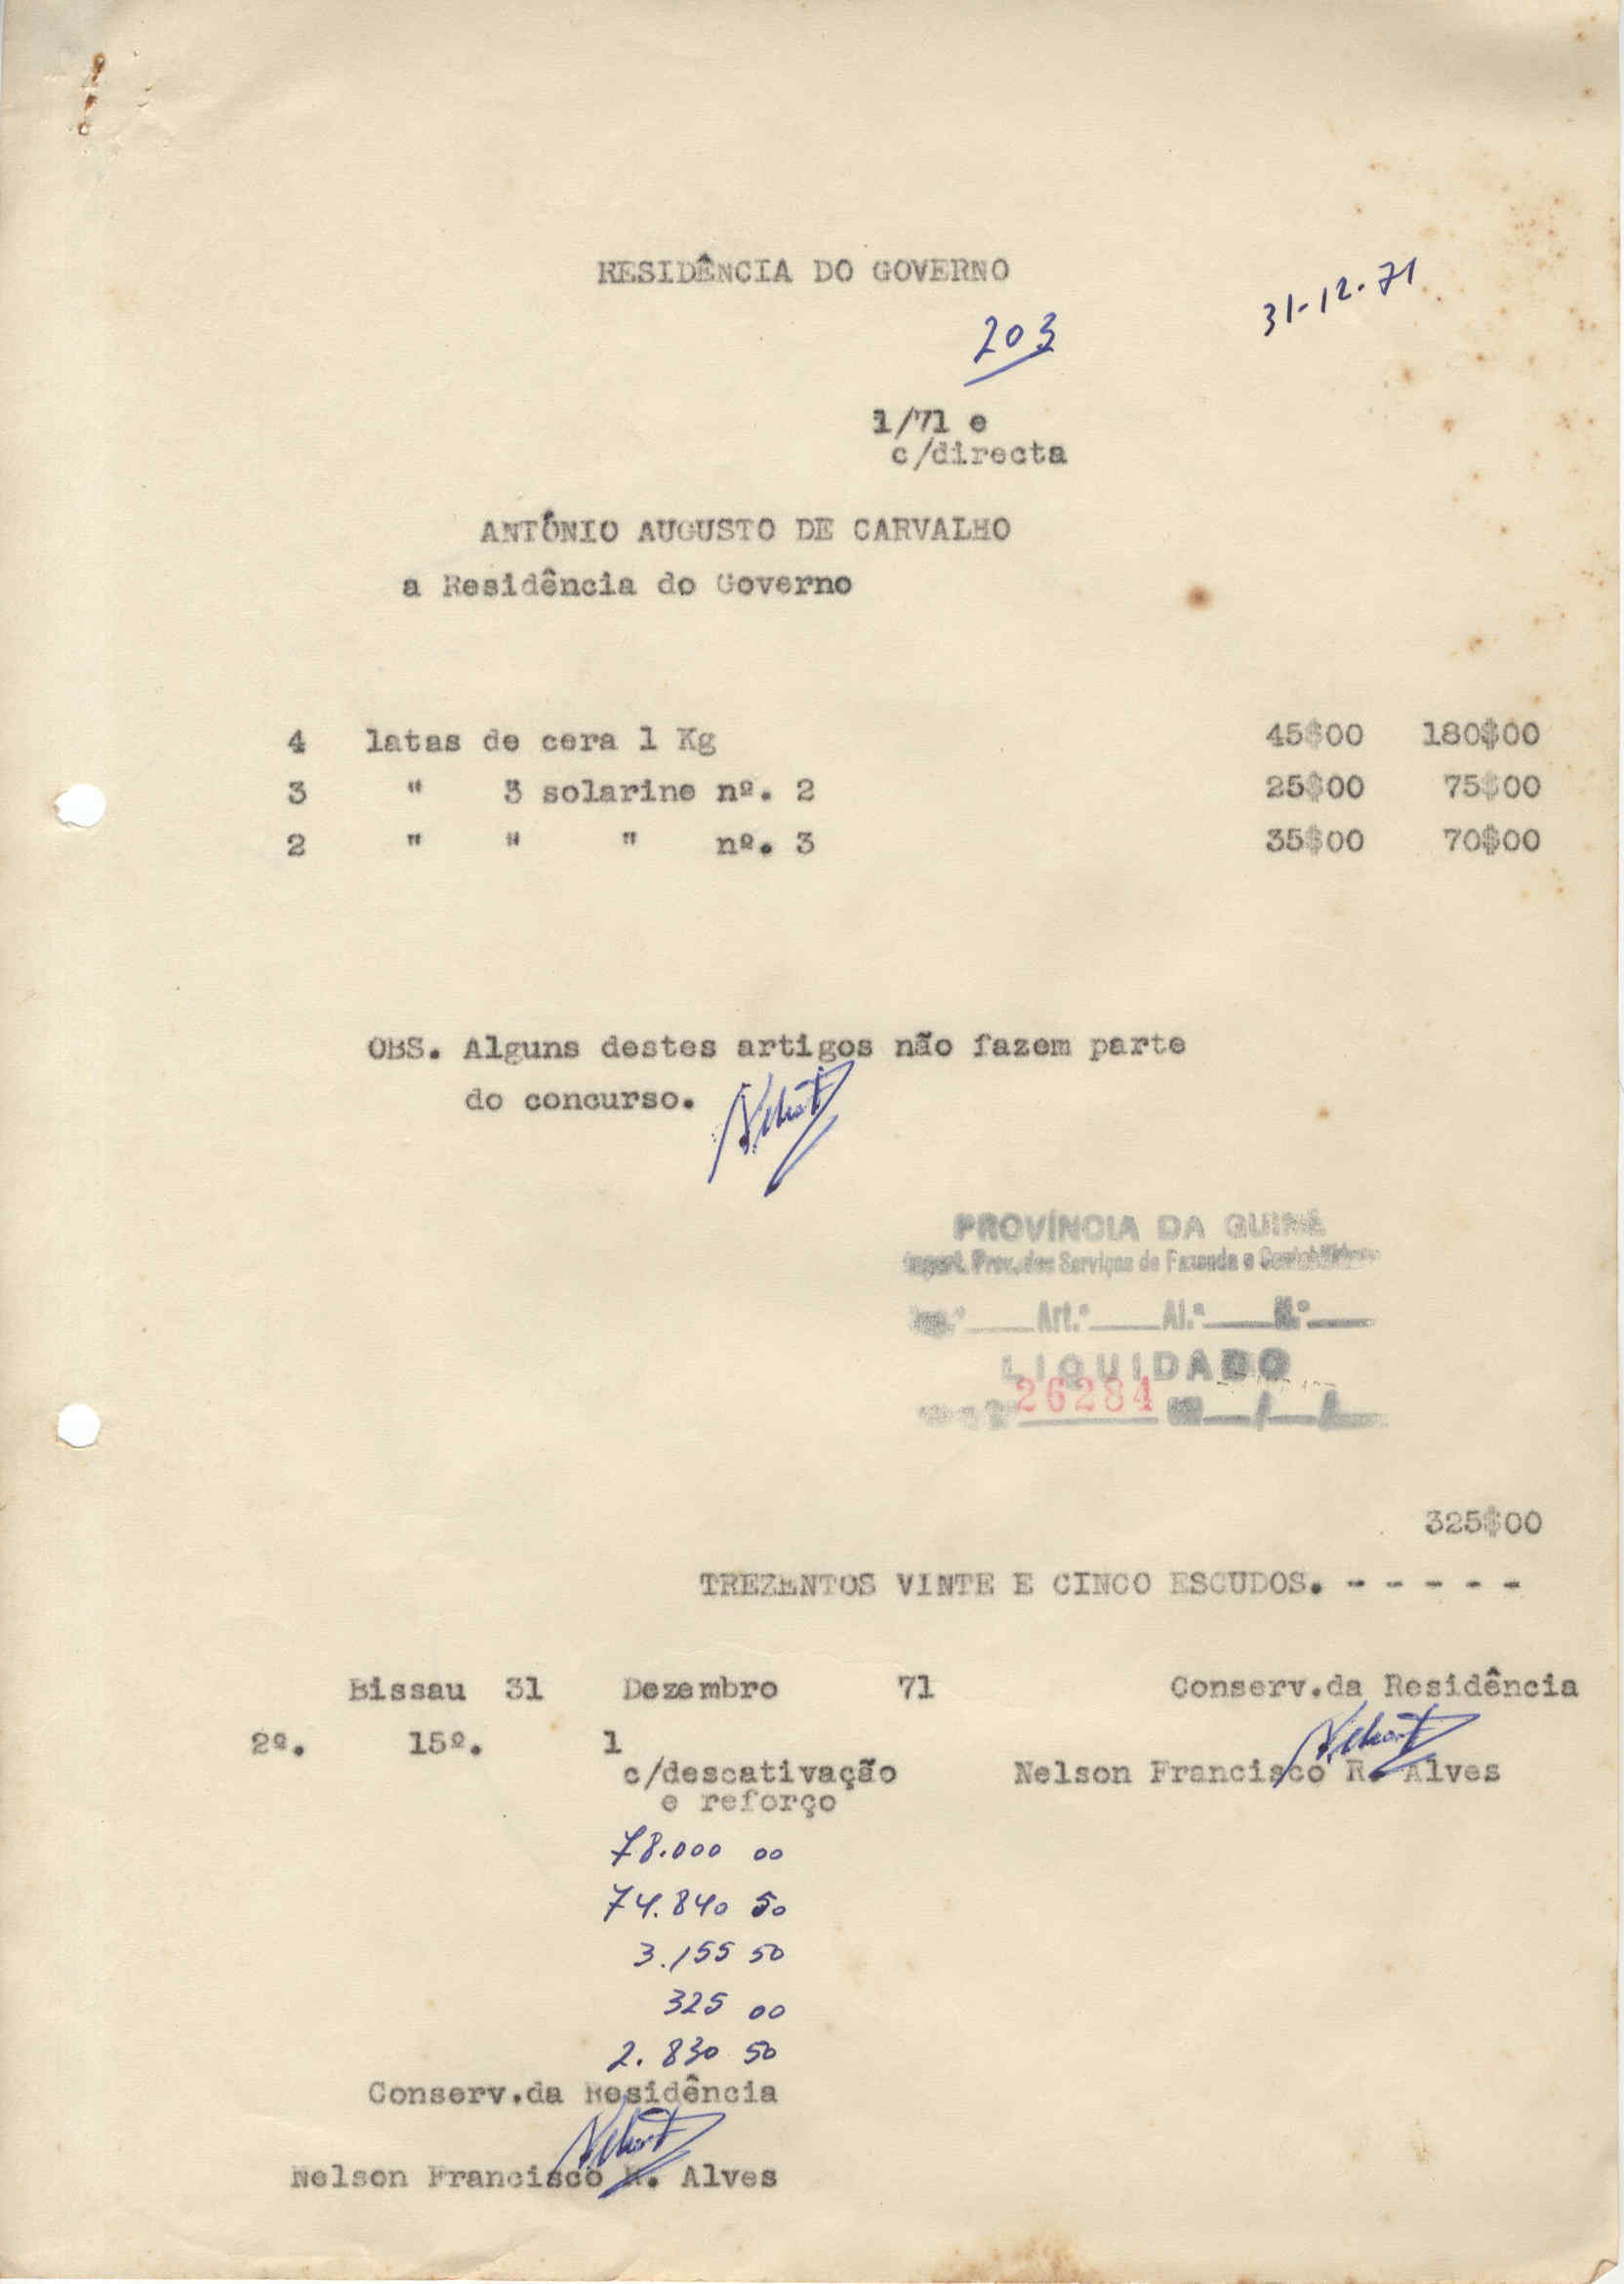 RESIDÊNCIA DO GOVERNO
31-12-71
203
1/71 e
c/directa
ANTÓNIO AUGUSTO DE CARVALHO
a Residência do Governo
4 latas de cera 1 Kg 45$00 180$00
3 " 3 solarine nº. 2 25$00 75$00
2 " " " nº. 3 35$00 70$00
OBS. Alguns destes artigos não fazem parte
do concurso.
PROVÍNCIA DA GUINÉ
Prov. dos Serviços de Fazenda e
Art.º Al.ª N.º
LIQUIDADO
26284 / /
325$00
TREZENTOS VINTE E CINCO ESCUDOS. - - - - -
Bissau 31 Dezembro 71 Conserv.da Residência
2º. 15º. 1
c/descativação Nelson Francisco R. Alves
e reforço
78.000 00
74.840 50
3.155 50
325 00
2.830 50
Conserv.da Residência
Nelson Francisco R. Alves